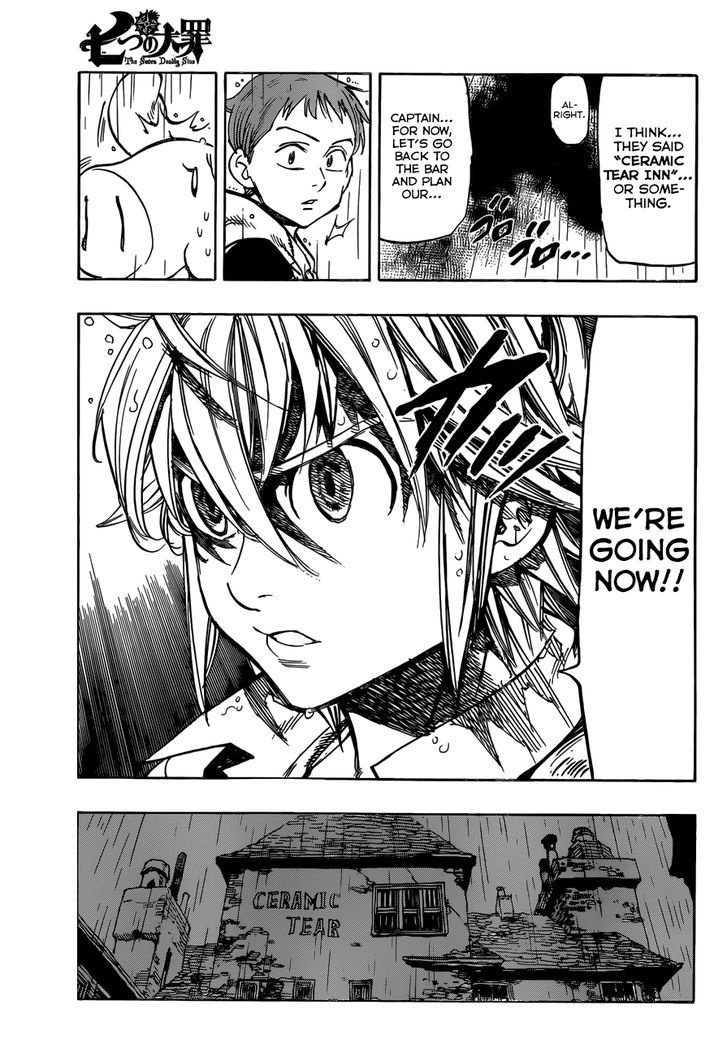 七つの大罪
The Seven Deadly Sins
I THINK...
THEY SAID
"CERAMIC
TEAR INN"...
OR SOME-
THING.
AL-
RIGHT.
CAPTAIN...
FOR NOW,
LET'S GO
BACK TO
THE BAR
AND PLAN
OUR...
ゴロ
ゴロ...
WE'RE
GOING
NOW!!
CERAMIC
TEAR